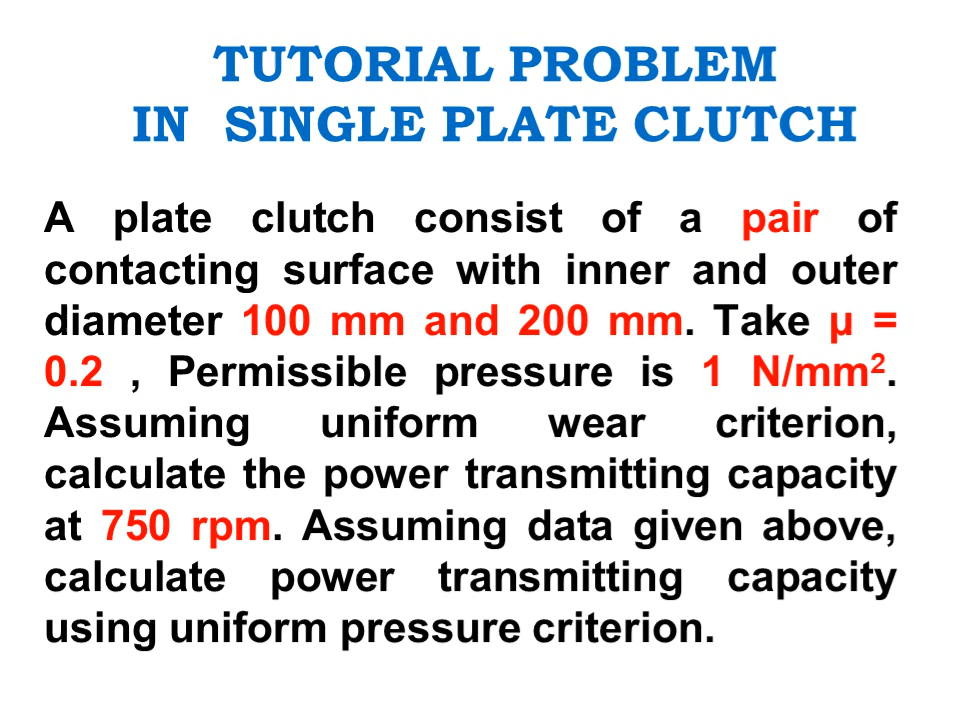 TUTORIAL PROBLEM
IN SINGLE PLATE CLUTCH
A plate clutch consist of a pair of
contacting surface with inner and outer
diameter 100 mm and 200 mm. Take µ =
0.2 , Permissible pressure is 1 N/mm².
Assuming uniform wear criterion,
calculate the power transmitting capacity
at 750 rpm. Assuming data given above,
calculate power transmitting capacity
using uniform pressure criterion.